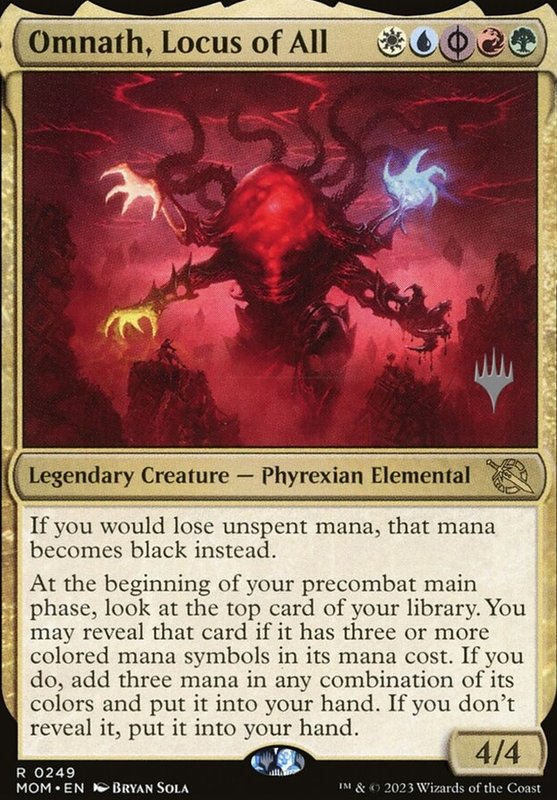 Omnath, Locus of All
Legendary Creature — Phyrexian Elemental
If you would lose unspent mana, that mana
becomes black instead.
At the beginning of your precombat main
phase, look at the top card of your library. You
may reveal that card if it has three or more
colored mana symbols in its mana cost. If you
do, add three mana in any combination of its
colors and put it into your hand. If you don't
reveal it, put it into your hand.
4/4
R 0249
MOM • EN Bryan Sola
™ & © 2023 Wizards of the Coast